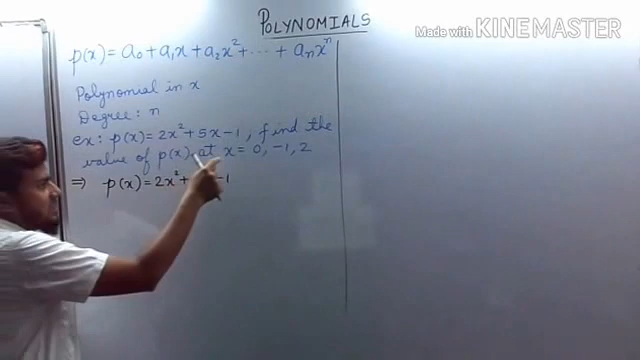 POLYNOMIALS
Made with KINEMASTER
p(x) = a₀ + a₁x + a₂x² + ... + aₙxⁿ
Polynomial in x
Degree: n
ex: p(x) = 2x² + 5x - 1, find the
value of p(x) at x = 0, -1, 2
⇒ p(x) = 2x² + -1